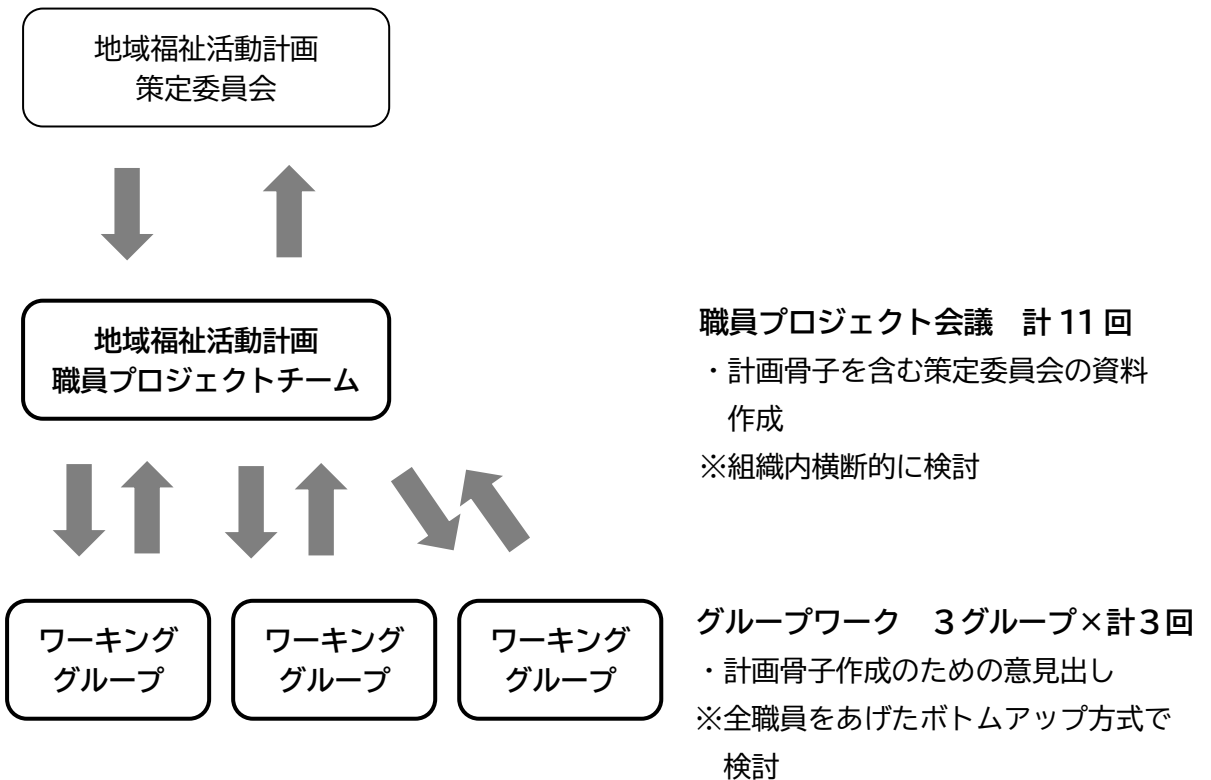 地域福祉活動計画
策定委員会
地域福祉活動計画
職員プロジェクトチーム
職員プロジェクト会議　計 11 回
・計画骨子を含む策定委員会の資料
作成
※組織内横断的に検討
ワーキング
グループ
ワーキング
グループ
ワーキング
グループ
グループワーク　３グループ×計３回
・計画骨子作成のための意見出し
※全職員をあげたボトムアップ方式で
検討